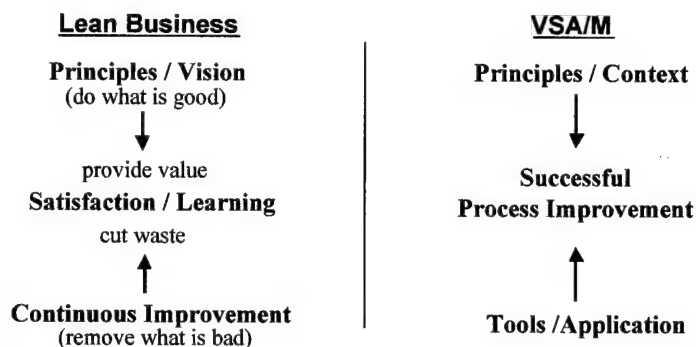 Lean Business
Principles / Vision
(do what is good)
provide value
Satisfaction / Learning
cut waste
Continuous Improvement
(remove what is bad)
VSA/M
Principles / Context
Successful
Process Improvement
Tools /Application